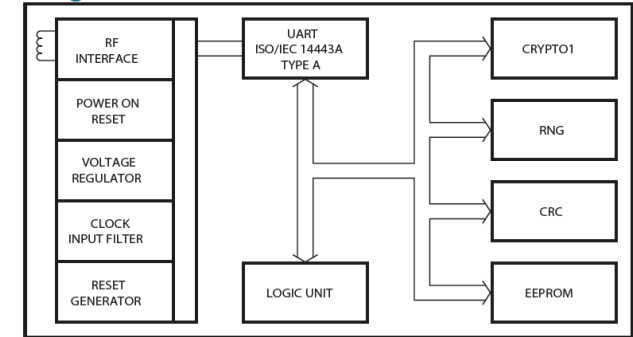 RF
INTERFACE
POWER ON
RESET
VOLTAGE
REGULATOR
CLOCK
INPUT FILTER
RESET
GENERATOR
UART
ISO/IEC 14443A
TYPE A
LOGIC UNIT
CRYPTO1
RNG
CRC
EEPROM